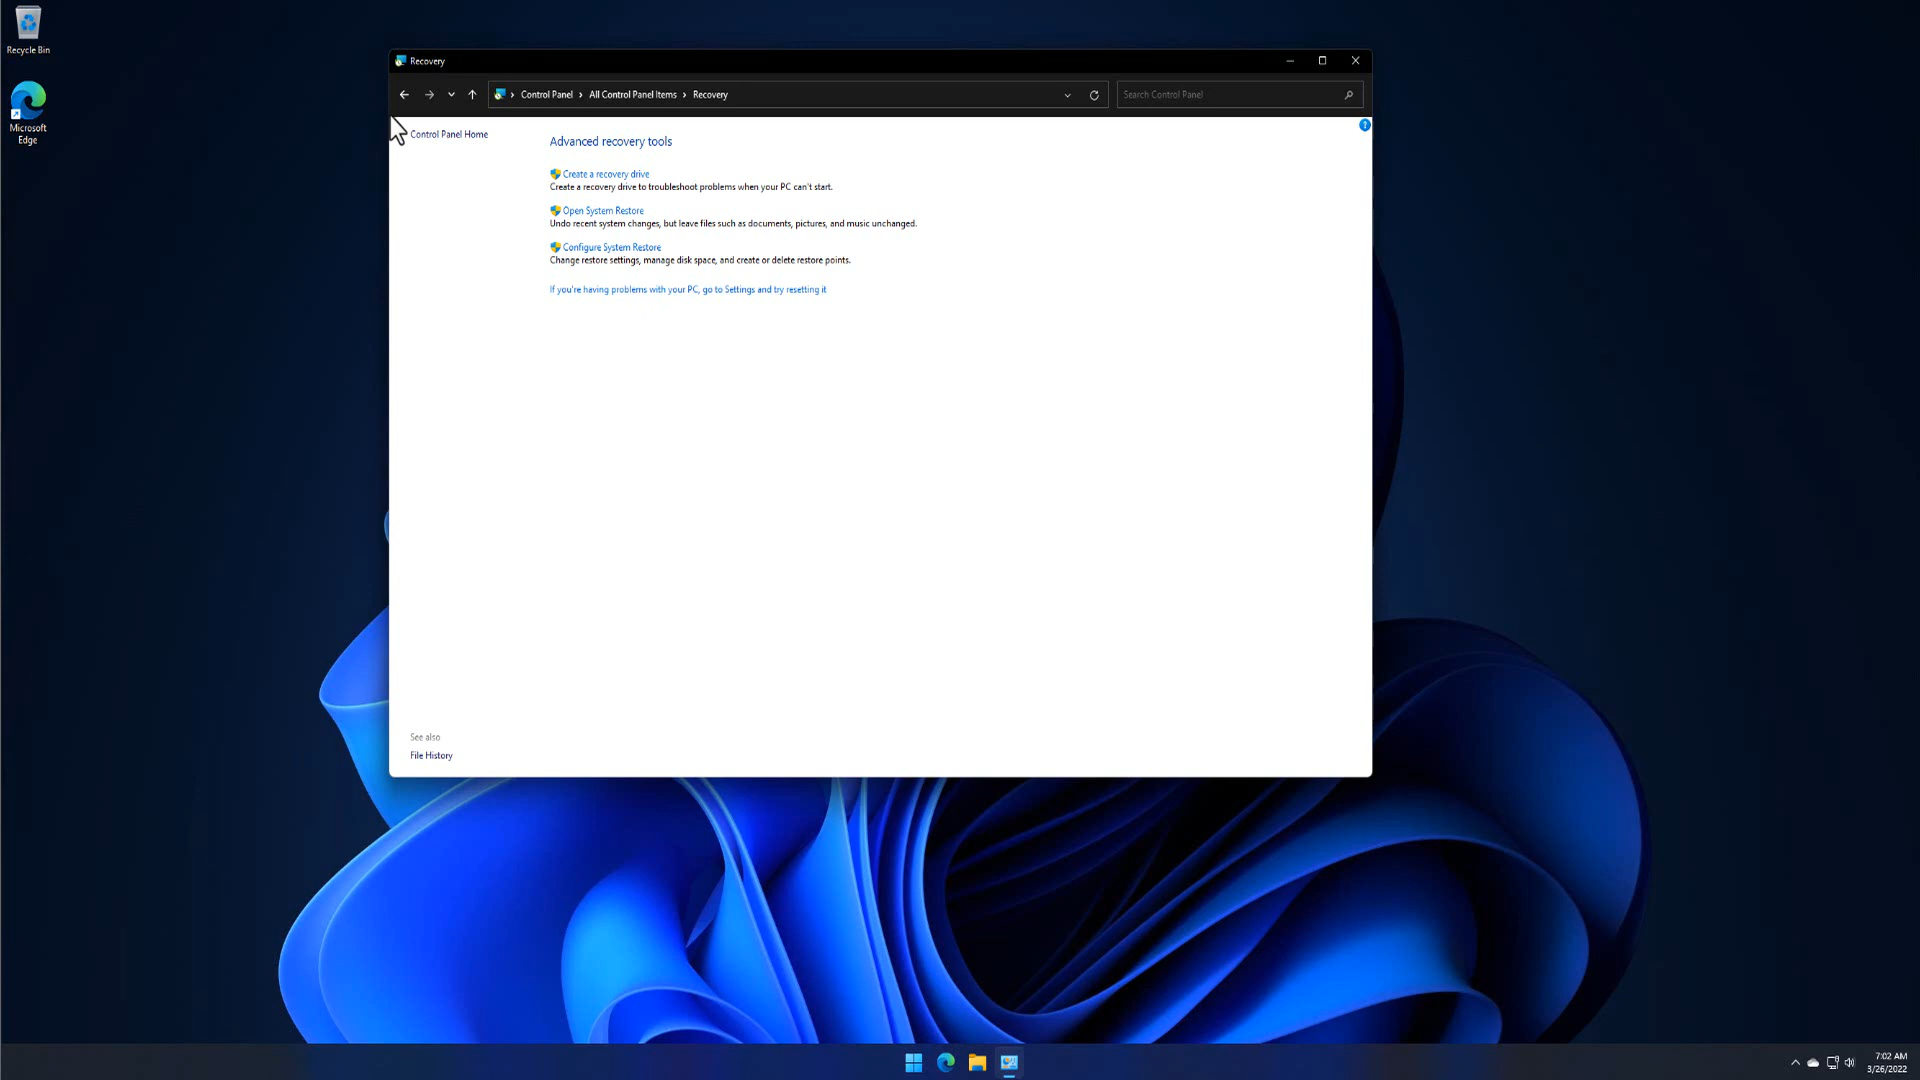 Recycle Bin
Microsoft
Edge
Recovery
Control Panel > All Control Panel Items > Recovery
Search Control Panel
Control Panel Home
Advanced recovery tools
Create a recovery drive
Create a recovery drive to troubleshoot problems when your PC can't start.
Open System Restore
Undo recent system changes, but leave files such as documents, pictures, and music unchanged.
Configure System Restore
Change restore settings, manage disk space, and create or delete restore points.
If you're having problems with your PC, go to Settings and try resetting it
See also
File History
7:02 AM
3/26/2022